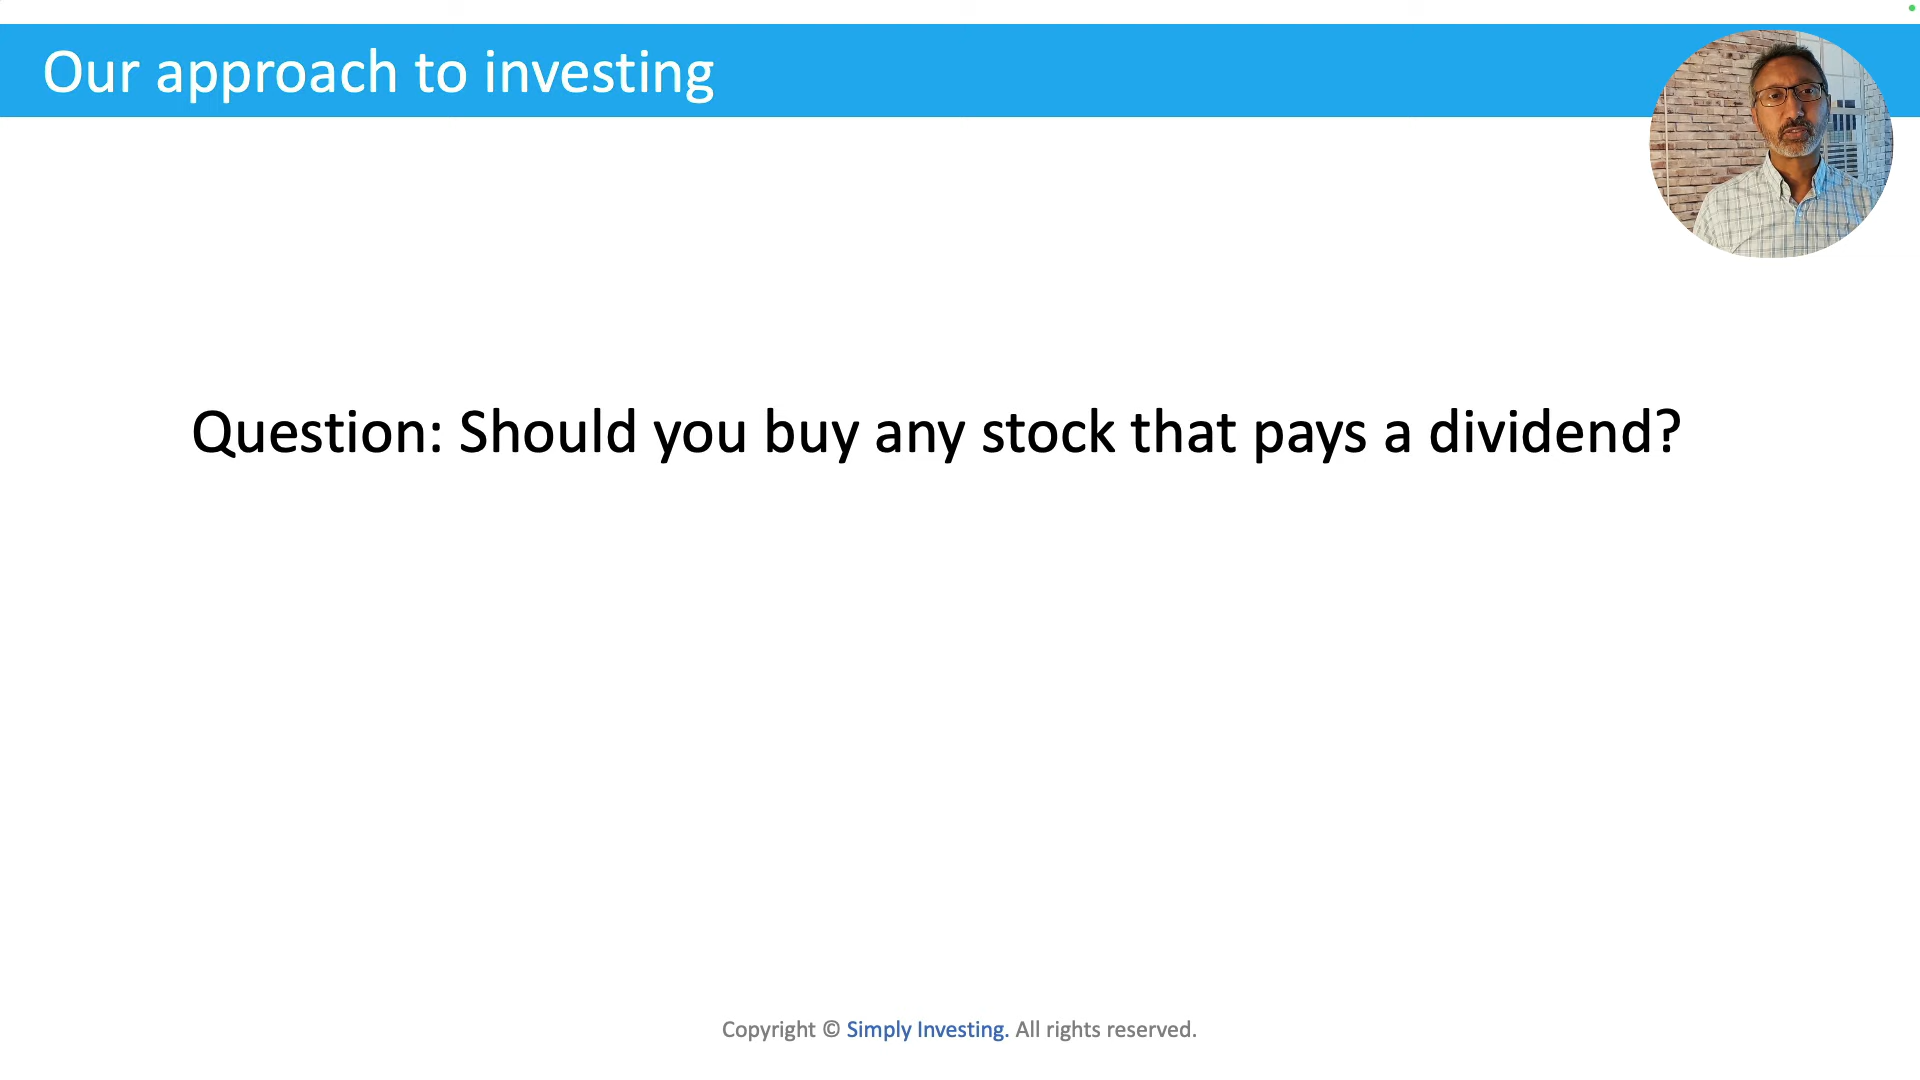 Our approach to investing
Question: Should you buy any stock that pays a dividend?
Copyright © Simply Investing. All rights reserved.